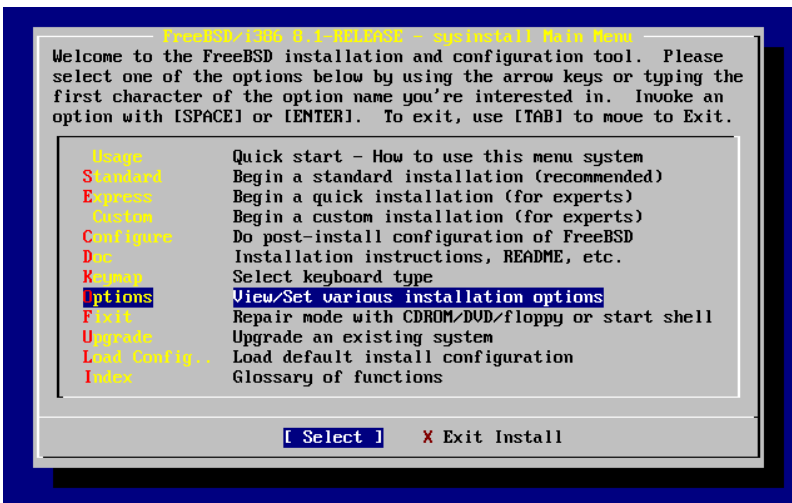 FreeBSD/i386 8.1-RELEASE - sysinstall Main Menu
Welcome to the FreeBSD installation and configuration tool.  Please
select one of the options below by using the arrow keys or typing the
first character of the option name you're interested in.  Invoke an
option with [SPACE] or [ENTER].  To exit, use [TAB] to move to Exit.
Usage Quick start - How to use this menu system
Standard Begin a standard installation (recommended)
Express Begin a quick installation (for experts)
Custom Begin a custom installation (for experts)
Configure Do post-install configuration of FreeBSD
Doc Installation instructions, README, etc.
Keymap Select keyboard type
Options View/Set various installation options
Fixit Repair mode with CDROM/DVD/floppy or start shell
Upgrade Upgrade an existing system
Load Config.. Load default install configuration
Index Glossary of functions
[ Select ] X Exit Install